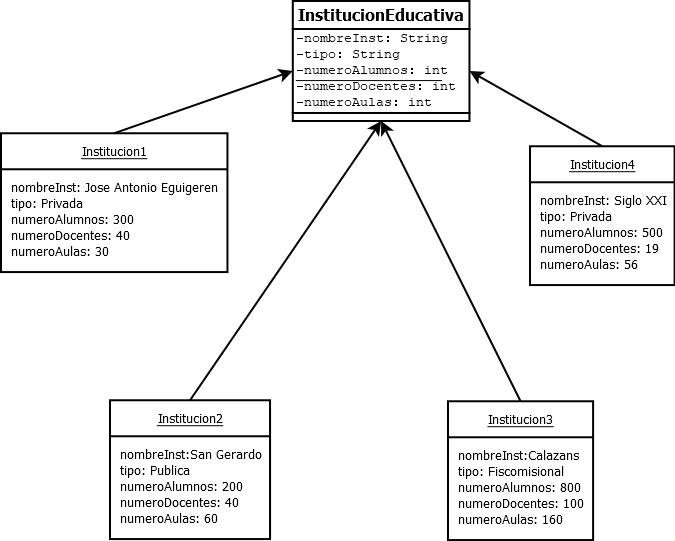 InstitucionEducativa
-nombreInst: String
-tipo: String
-numeroAlumnos: int
-numeroDocentes: int
-numeroAulas: int
Institucion1
nombreInst: Jose Antonio Eguigeren
tipo: Privada
numeroAlumnos: 300
numeroDocentes: 40
numeroAulas: 30
Institucion4
nombreInst: Siglo XXI
tipo: Privada
numeroAlumnos: 500
numeroDocentes: 19
numeroAulas: 56
Institucion2
nombreInst:San Gerardo
tipo: Publica
numeroAlumnos: 200
numeroDocentes: 40
numeroAulas: 60
Institucion3
nombreInst:Calazans
tipo: Fiscomisional
numeroAlumnos: 800
numeroDocentes: 100
numeroAulas: 160